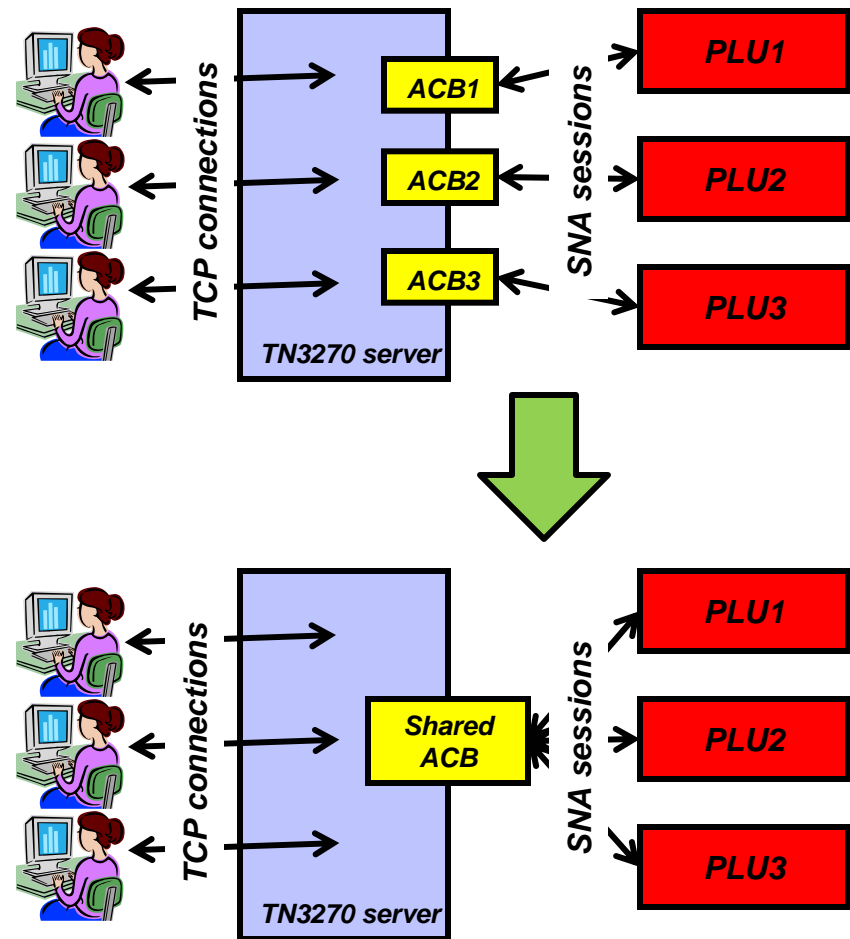 TCP connections
ACB1
ACB2
ACB3
TN3270 server
SNA sessions
PLU1
PLU2
PLU3
TCP connections
Shared
ACB
TN3270 server
SNA sessions
PLU1
PLU2
PLU3